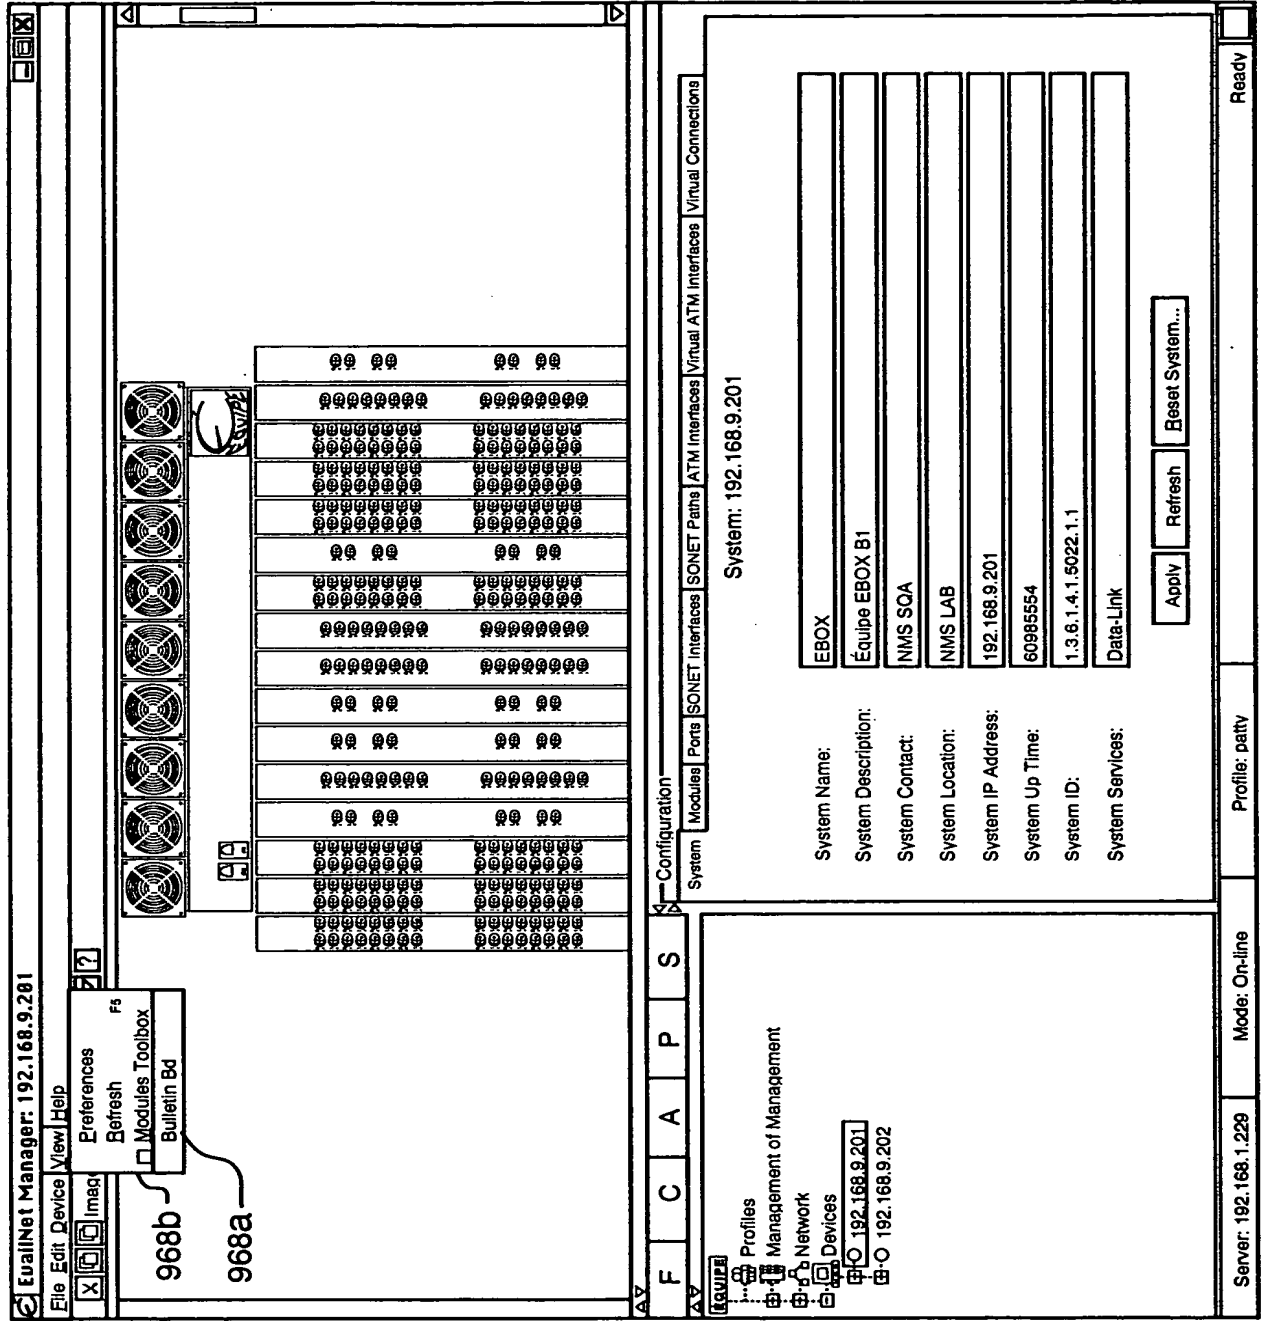 EuallNet Manager: 192.168.9.201
File Edit Device View Help
X Imag ?
Preferences
Refresh F5
Modules Toolbox
Bulletin Bd
968b
968a
EQUIPE
F C A P S
EQUIPE
Profiles
Management of Management
Network
Devices
192.168.9.201
192.168.9.202
Configuration
System Modules Ports SONET Interfaces SONET Paths ATM Interfaces Virtual ATM Interfaces Virtual Connections
System: 192.168.9.201
System Name: EBOX
System Description: Équipe EBOX B1
System Contact: NMS SQA
System Location: NMS LAB
System IP Address: 192.168.9.201
System Up Time: 60985554
System ID: 1.3.6.1.4.1.5022.1.1
System Services: Data-Link
Apply Refresh Beset System...
Server: 192.168.1.229 Mode: On-line Profile: patty Ready